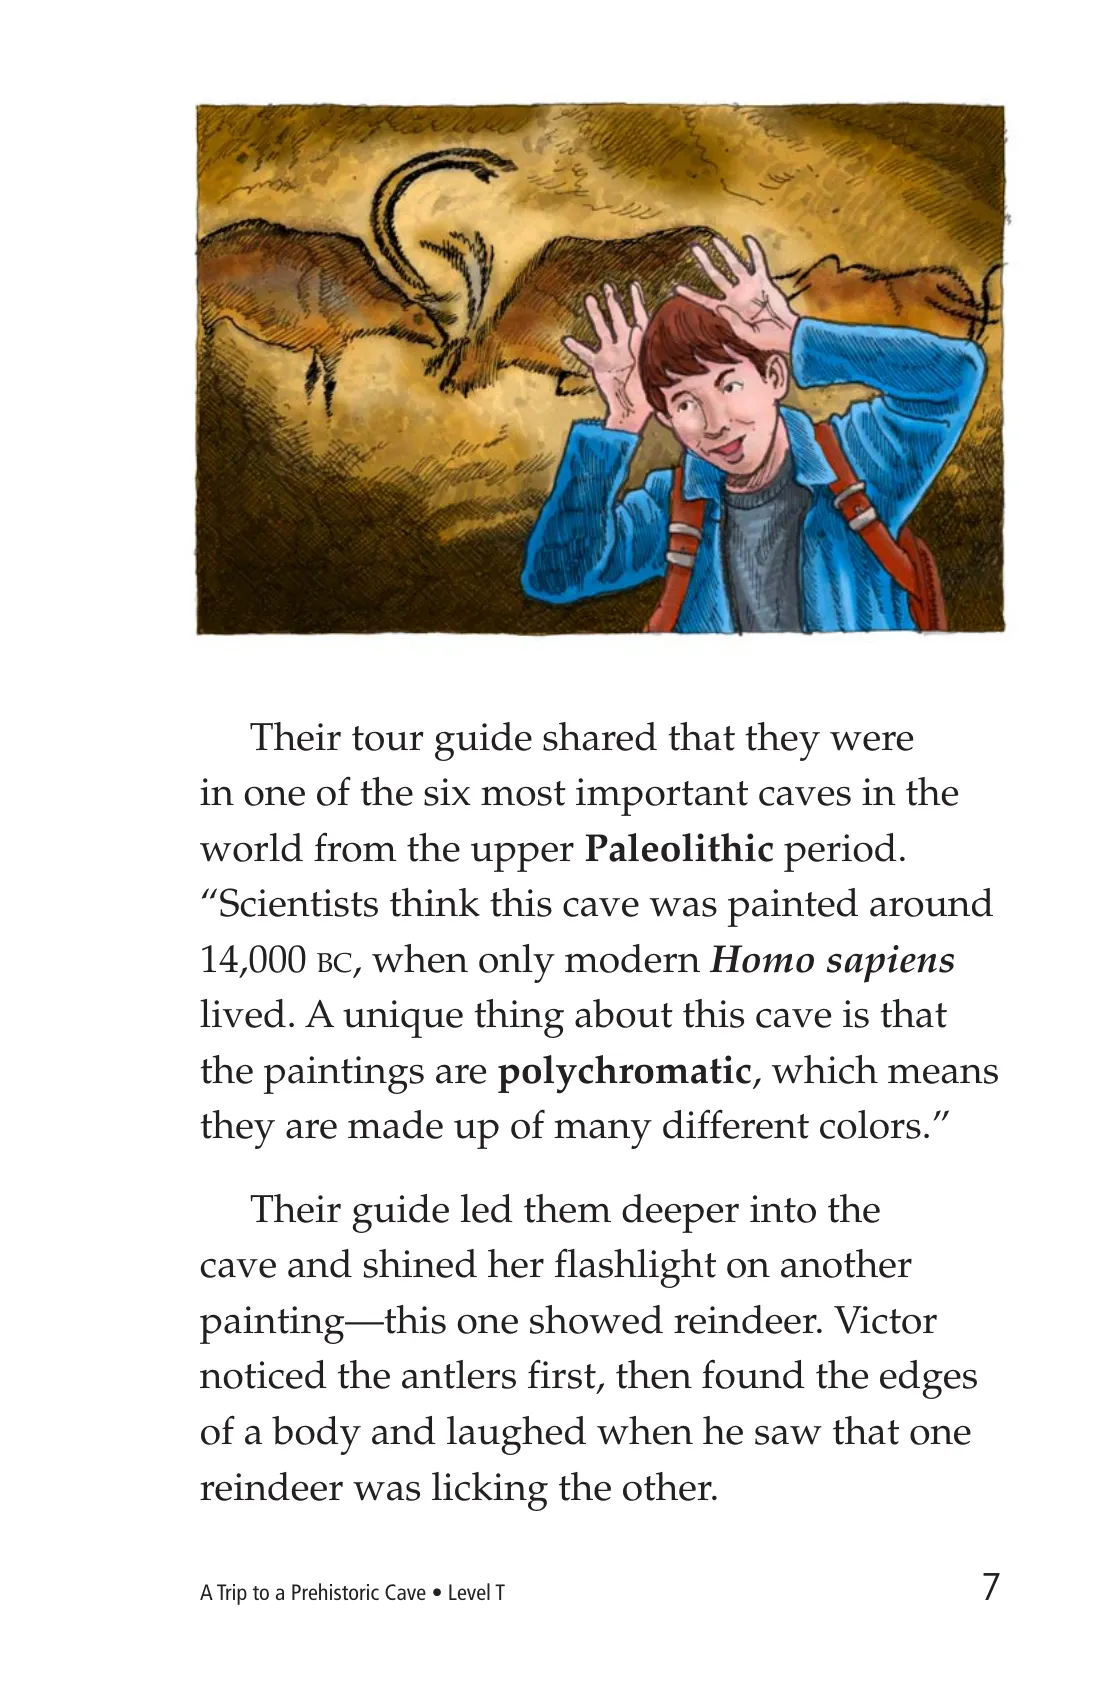 Their tour guide shared that they were
in one of the six most important caves in the
world from the upper Paleolithic period.
“Scientists think this cave was painted around
14,000 BC, when only modern Homo sapiens
lived. A unique thing about this cave is that
the paintings are polychromatic, which means
they are made up of many different colors.”
Their guide led them deeper into the
cave and shined her flashlight on another
painting—this one showed reindeer. Victor
noticed the antlers first, then found the edges
of a body and laughed when he saw that one
reindeer was licking the other.
A Trip to a Prehistoric Cave • Level T
7